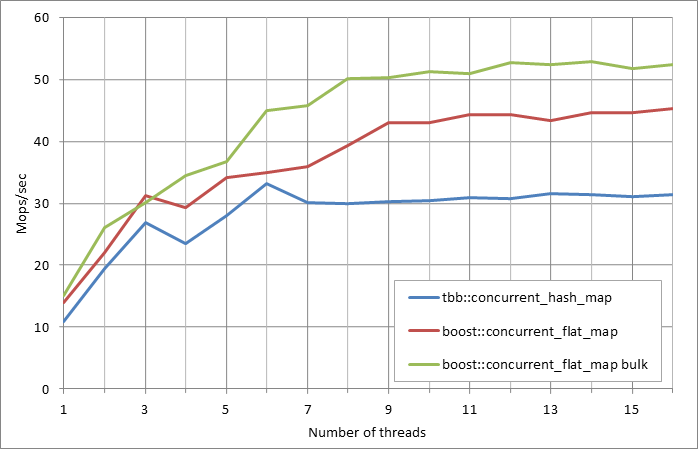 60
50
40
30
20
10
0
Mops/sec
tbb::concurrent_hash_map
boost::concurrent_flat_map
boost::concurrent_flat_map bulk
1 3 5 7 9 11 13 15
Number of threads